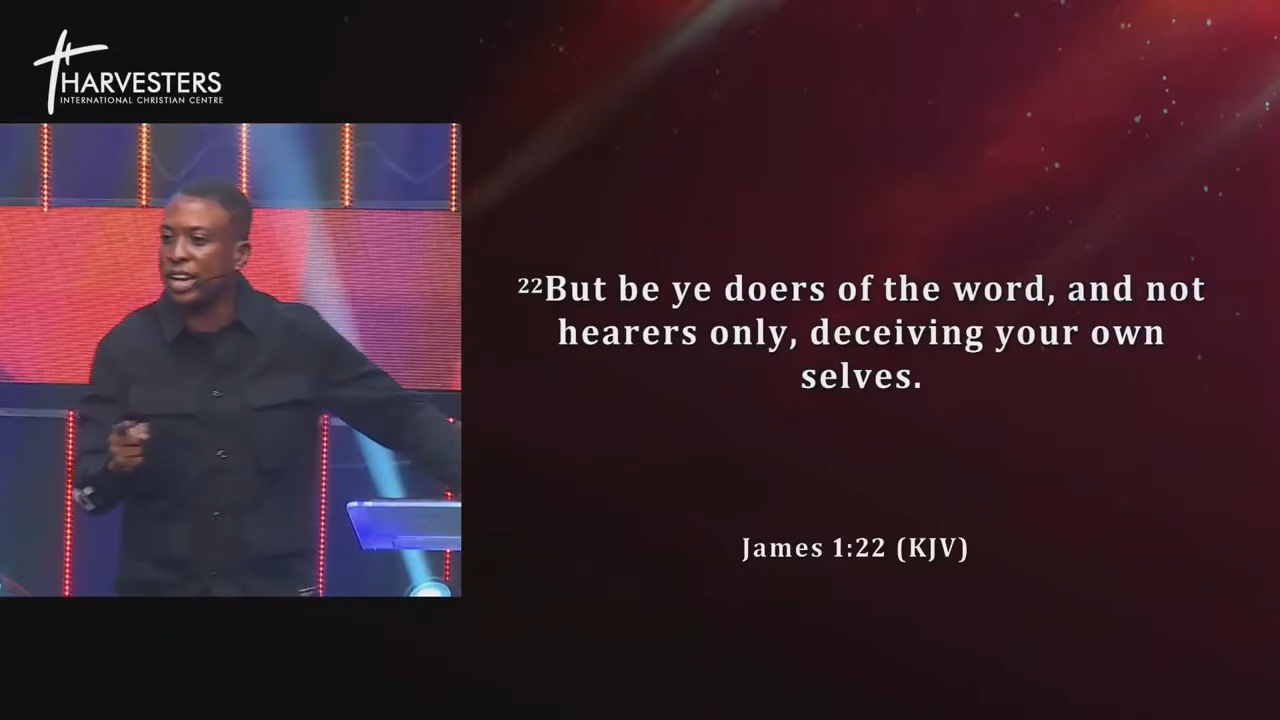 HARVESTERS
INTERNATIONAL CHRISTIAN CENTRE
22But be ye doers of the word, and not
hearers only, deceiving your own
selves.
James 1:22 (KJV)